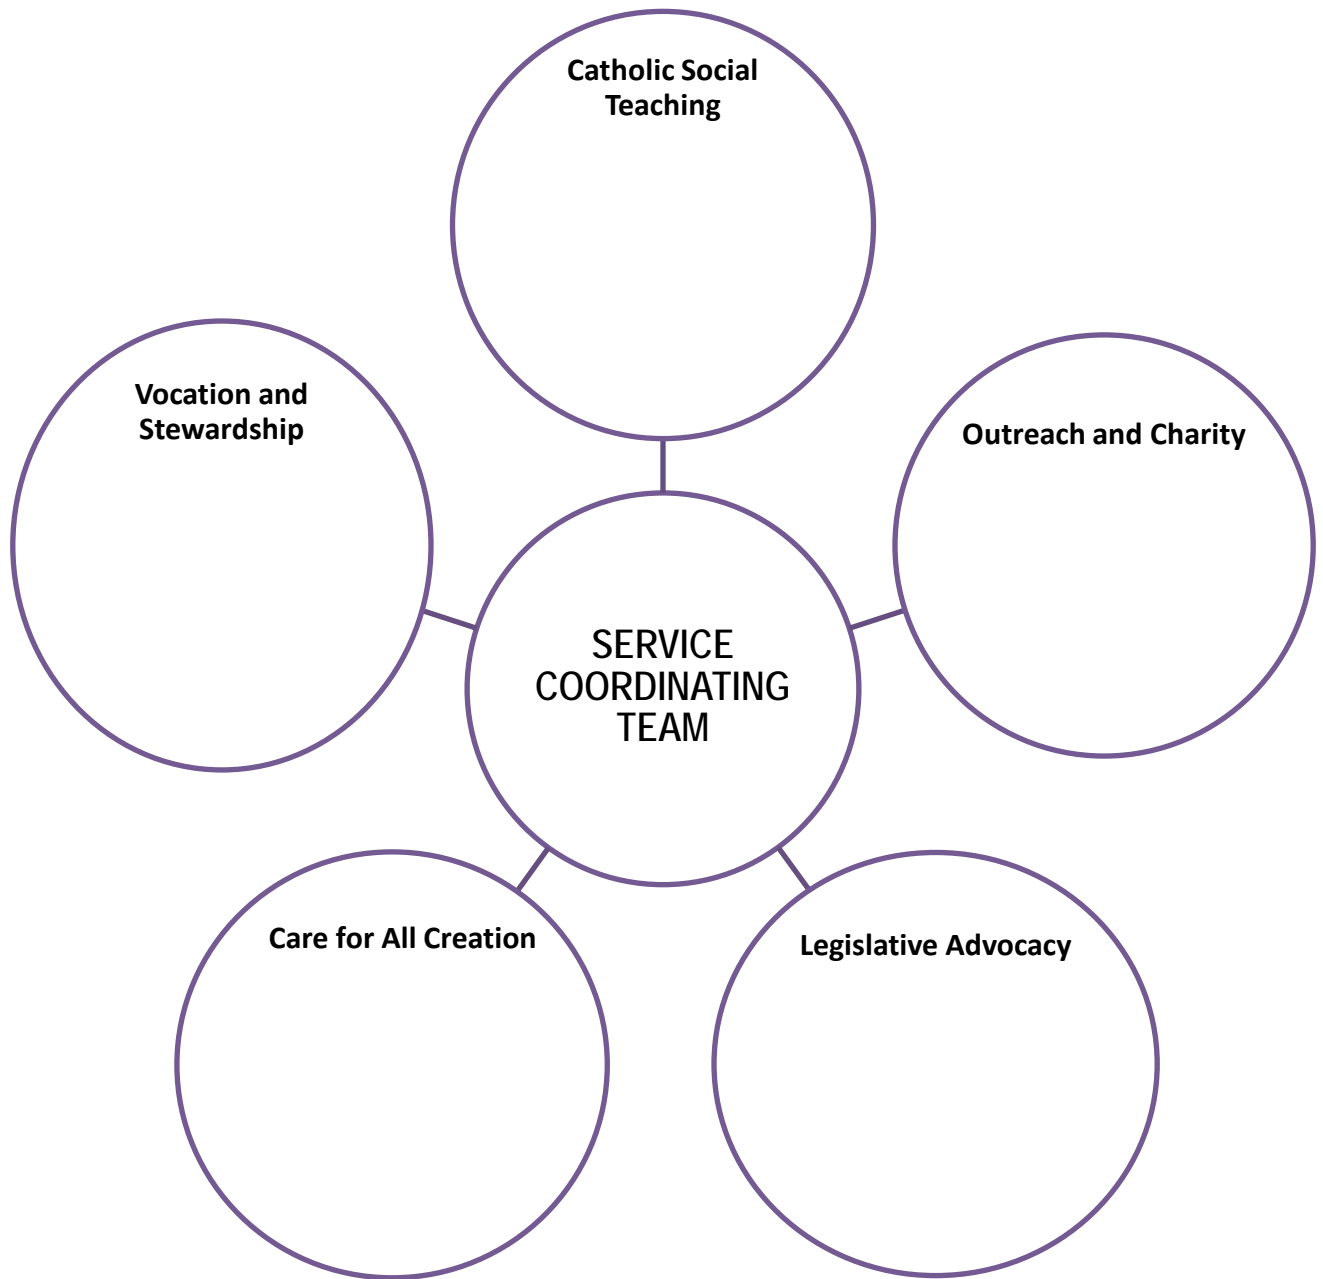 Catholic Social
Teaching
Vocation and
Stewardship
Outreach and Charity
SERVICE
COORDINATING
TEAM
Care for All Creation
Legislative Advocacy